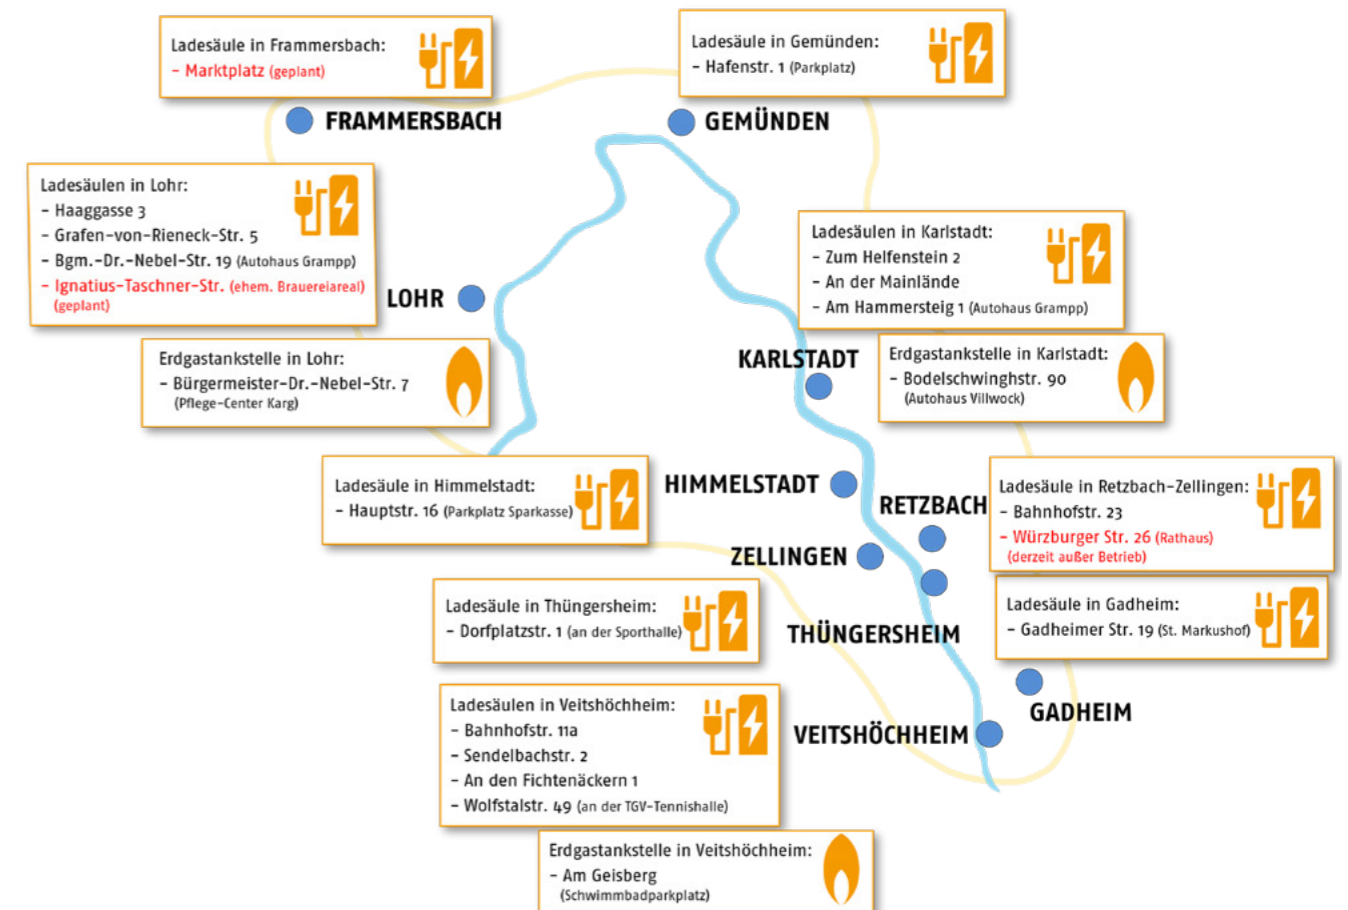 Ladesäule in Frammersbach:
- Marktplatz (geplant)
Ladesäule in Gemünden:
- Hafenstr. 1 (Parkplatz)
FRAMMERSBACH
GEMÜNDEN
Ladesäulen in Lohr:
- Haaggasse 3
- Grafen-von-Rieneck-Str. 5
- Bgm.-Dr.-Nebel-Str. 19 (Autohaus Grampp)
- Ignatius-Taschner-Str. (ehem. Brauereiareal)
(geplant)
LOHR
Ladesäulen in Karlstadt:
- Zum Helfenstein 2
- An der Mainlände
- Am Hammersteig 1 (Autohaus Grampp)
Erdgastankstelle in Lohr:
- Bürgermeister-Dr.-Nebel-Str. 7
(Pflege-Center Karg)
KARLSTADT
Erdgastankstelle in Karlstadt:
- Bodelschwinghstr. 90
(Autohaus Villwock)
Ladesäule in Himmelstadt:
- Hauptstr. 16 (Parkplatz Sparkasse)
HIMMELSTADT
RETZBACH
Ladesäule in Retzbach-Zellingen:
- Bahnhofstr. 23
- Würzburger Str. 26 (Rathaus)
(derzeit außer Betrieb)
ZELLINGEN
Ladesäule in Thüngersheim:
- Dorfplatzstr. 1 (an der Sporthalle)
THÜNGERSHEIM
Ladesäule in Gadheim:
- Gadheimer Str. 19 (St. Markushof)
GADHEIM
Ladesäulen in Veitshöchheim:
- Bahnhofstr. 11a
- Sendelbachstr. 2
- An den Fichtenäckern 1
- Wolfstalstr. 49 (an der TGV-Tennishalle)
VEITSHÖCHHEIM
Erdgastankstelle in Veitshöchheim:
- Am Geisberg
(Schwimmbadparkplatz)